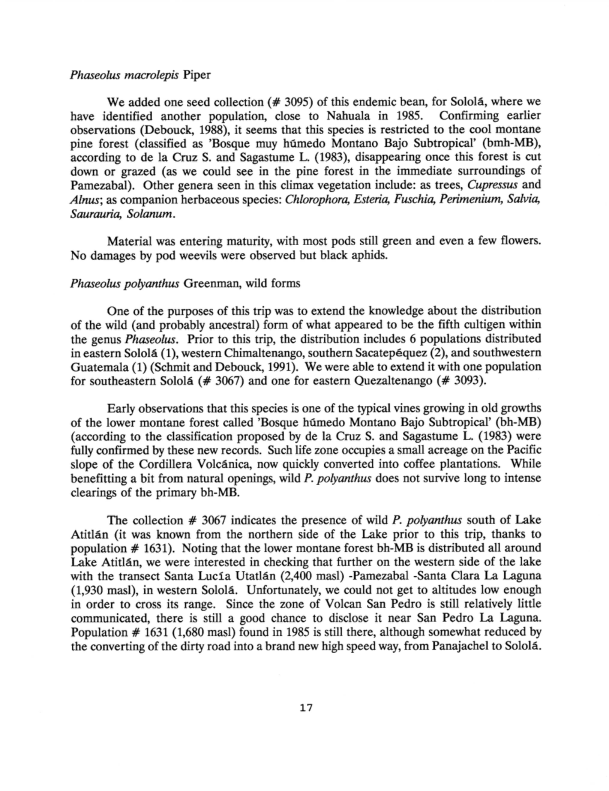 Phaseolus macrolepis Piper
We added one seed collection (# 3095) of this endemic bean, for Sololá, where we
have identified another population, close to Nahuala in 1985. Confirming earlier
observations (Debouck, 1988), it seems that this species is restricted to the cool montane
pine forest (classified as 'Bosque muy húmedo Montano Bajo Subtropical' (bmh-MB),
according to de la Cruz S. and Sagastume L. (1983), disappearing once this forest is cut
down or grazed (as we could see in the pine forest in the immediate surroundings of
Pamezabal). Other genera seen in this climax vegetation include: as trees, Cupressus and
Alnus; as companion herbaceous species: Chlorophora, Esteria, Fuschia, Perimenium, Salvia,
Saurauria, Solanum.
Material was entering maturity, with most pods still green and even a few flowers.
No damages by pod weevils were observed but black aphids.
Phaseolus polyanthus Greenman, wild forms
One of the purposes of this trip was to extend the knowledge about the distribution
of the wild (and probably ancestral) form of what appeared to be the fifth cultigen within
the genus Phaseolus. Prior to this trip, the distribution includes 6 populations distributed
in eastern Sololá (1), western Chimaltenango, southern Sacatepéquez (2), and southwestern
Guatemala (1) (Schmit and Debouck, 1991). We were able to extend it with one population
for southeastern Sololá (# 3067) and one for eastern Quezaltenango (# 3093).
Early observations that this species is one of the typical vines growing in old growths
of the lower montane forest called 'Bosque húmedo Montano Bajo Subtropical' (bh-MB)
(according to the classification proposed by de la Cruz S. and Sagastume L. (1983) were
fully confirmed by these new records. Such life zone occupies a small acreage on the Pacific
slope of the Cordillera Volcánica, now quickly converted into coffee plantations. While
benefitting a bit from natural openings, wild P. polyanthus does not survive long to intense
clearings of the primary bh-MB.
The collection # 3067 indicates the presence of wild P. polyanthus south of Lake
Atitlán (it was known from the northern side of the Lake prior to this trip, thanks to
population # 1631). Noting that the lower montane forest bh-MB is distributed all around
Lake Atitlán, we were interested in checking that further on the western side of the lake
with the transect Santa Lucía Utatlán (2,400 masl) -Pamezabal -Santa Clara La Laguna
(1,930 masl), in western Sololá. Unfortunately, we could not get to altitudes low enough
in order to cross its range. Since the zone of Volcan San Pedro is still relatively little
communicated, there is still a good chance to disclose it near San Pedro La Laguna.
Population # 1631 (1,680 masl) found in 1985 is still there, although somewhat reduced by
the converting of the dirty road into a brand new high speed way, from Panajachel to Sololá.
17